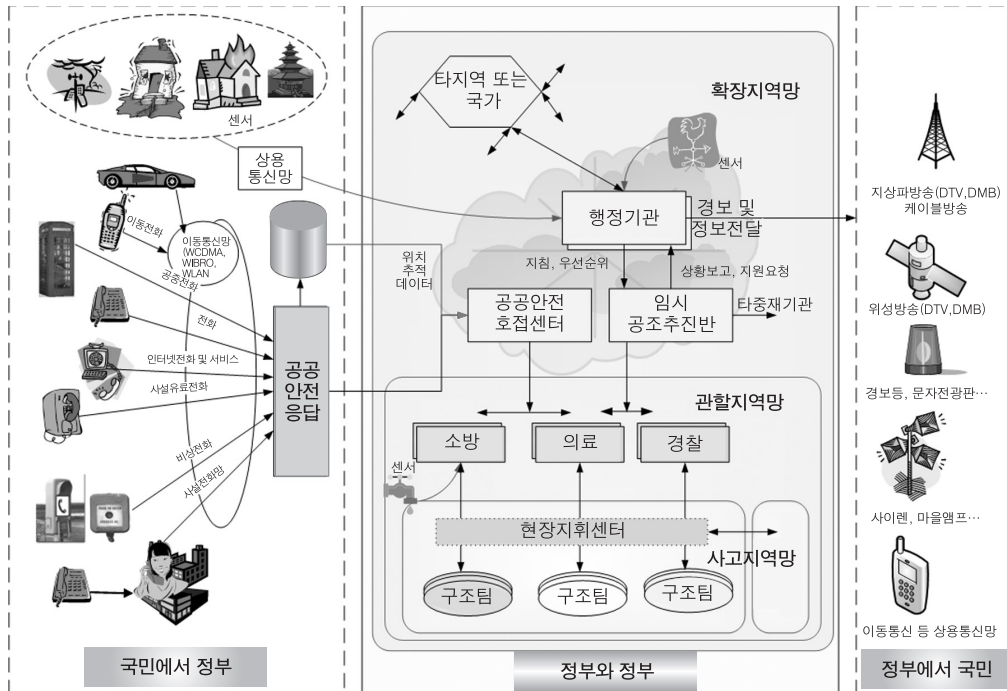 센서
상용
통신망
이동전화
이동통신망
(WCDMA,
WIBRO,
WLAN
공중전화
전화
인터넷전화 및 서비스
사설유료전화
비상전화
사설전화망
공공
안전
응답
국민에서 정부
타지역 또는
국가
확장지역망
센서
행정기관
경보 및
정보전달
위치
추적
데이터
지침, 우선순위
상황보고, 지원요청
공공안전
호접센터
임시
공조추진반
타중재기관
관할지역망
소방
의료
경찰
센서
현장지휘센터
사고지역망
구조팀
구조팀
구조팀
정부와 정부
지상파방송(DTV,DMB)
케이블방송
위성방송(DTV,DMB)
경보등, 문자전광판…
사이렌, 마을앰프…
이동통신 등 상용통신망
정부에서 국민